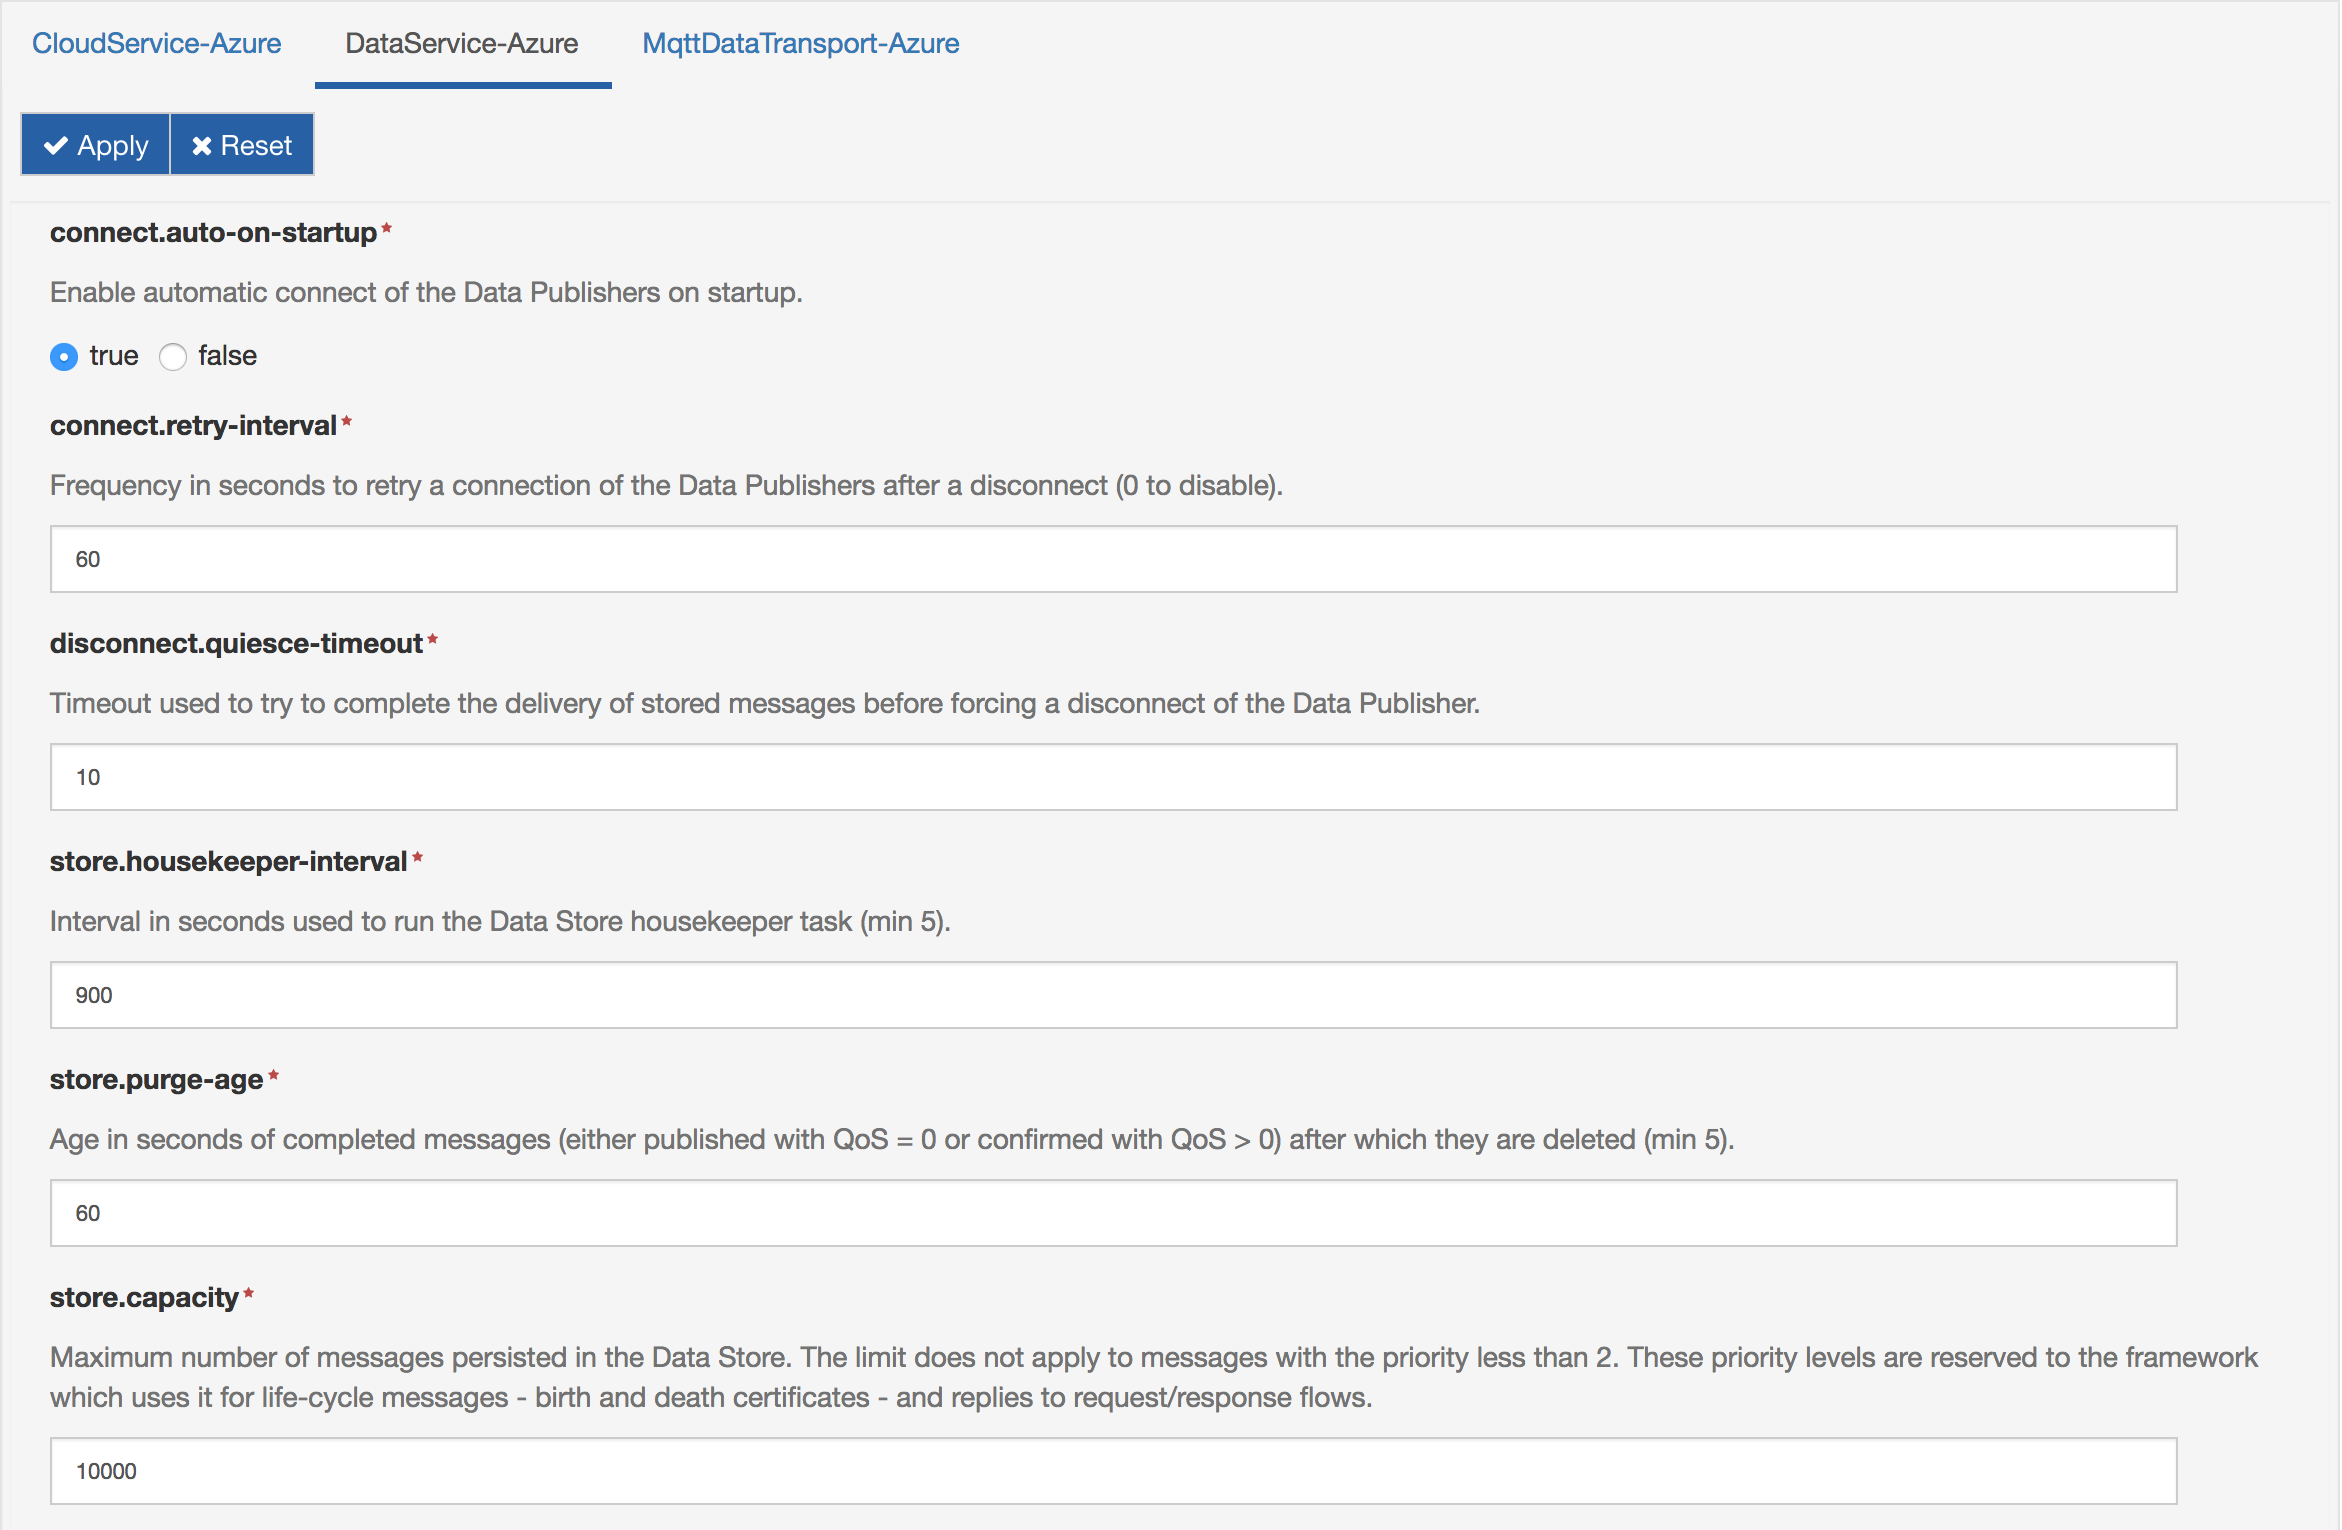 CloudService-Azure DataService-Azure MqttDataTransport-Azure
Apply Reset
connect.auto-on-startup*
Enable automatic connect of the Data Publishers on startup.
true false
connect.retry-interval*
Frequency in seconds to retry a connection of the Data Publishers after a disconnect (0 to disable).
60
disconnect.quiesce-timeout*
Timeout used to try to complete the delivery of stored messages before forcing a disconnect of the Data Publisher.
10
store.housekeeper-interval*
Interval in seconds used to run the Data Store housekeeper task (min 5).
900
store.purge-age*
Age in seconds of completed messages (either published with QoS = 0 or confirmed with QoS > 0) after which they are deleted (min 5).
60
store.capacity*
Maximum number of messages persisted in the Data Store. The limit does not apply to messages with the priority less than 2. These priority levels are reserved to the framework
which uses it for life-cycle messages - birth and death certificates - and replies to request/response flows.
10000